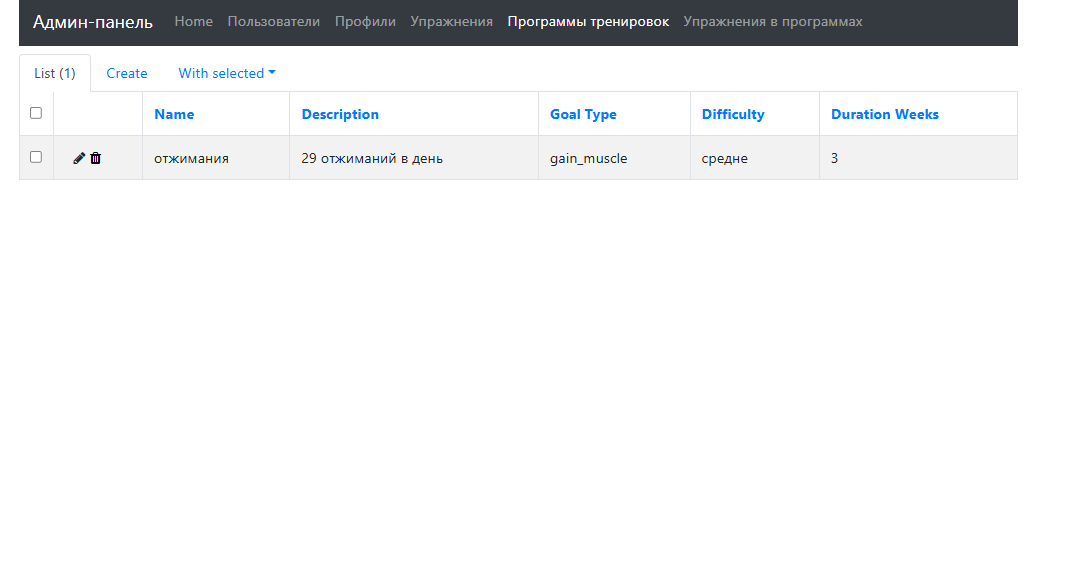 Админ-панель Home Пользователи Профили Упражнения Программы тренировок Упражнения в программах
List (1) Create With selected
Name Description Goal Type Difficulty Duration Weeks
отжимания 29 отжиманий в день gain_muscle средне 3